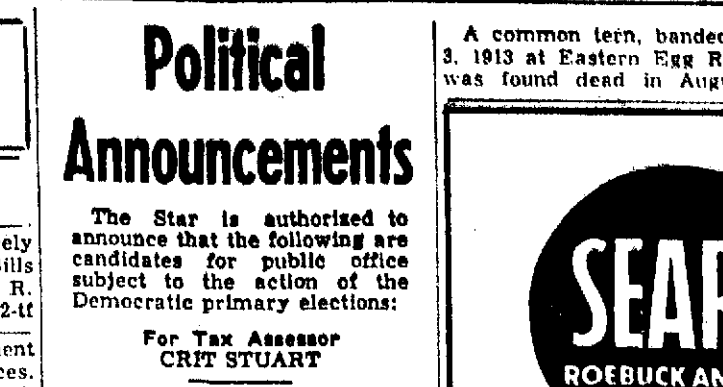 ely
ills
R.
2-tf
ent
ces.
Political
Announcements
The Star is authorized to
announce that the following are
candidates for public office
subject to the action of the
Democratic primary elections:
For Tax Assessor
CRIT STUART
A common tern, banded
3, 1913 at Eastern Egg R
was found dead in Aug
SEAR
ROEBUCK AN